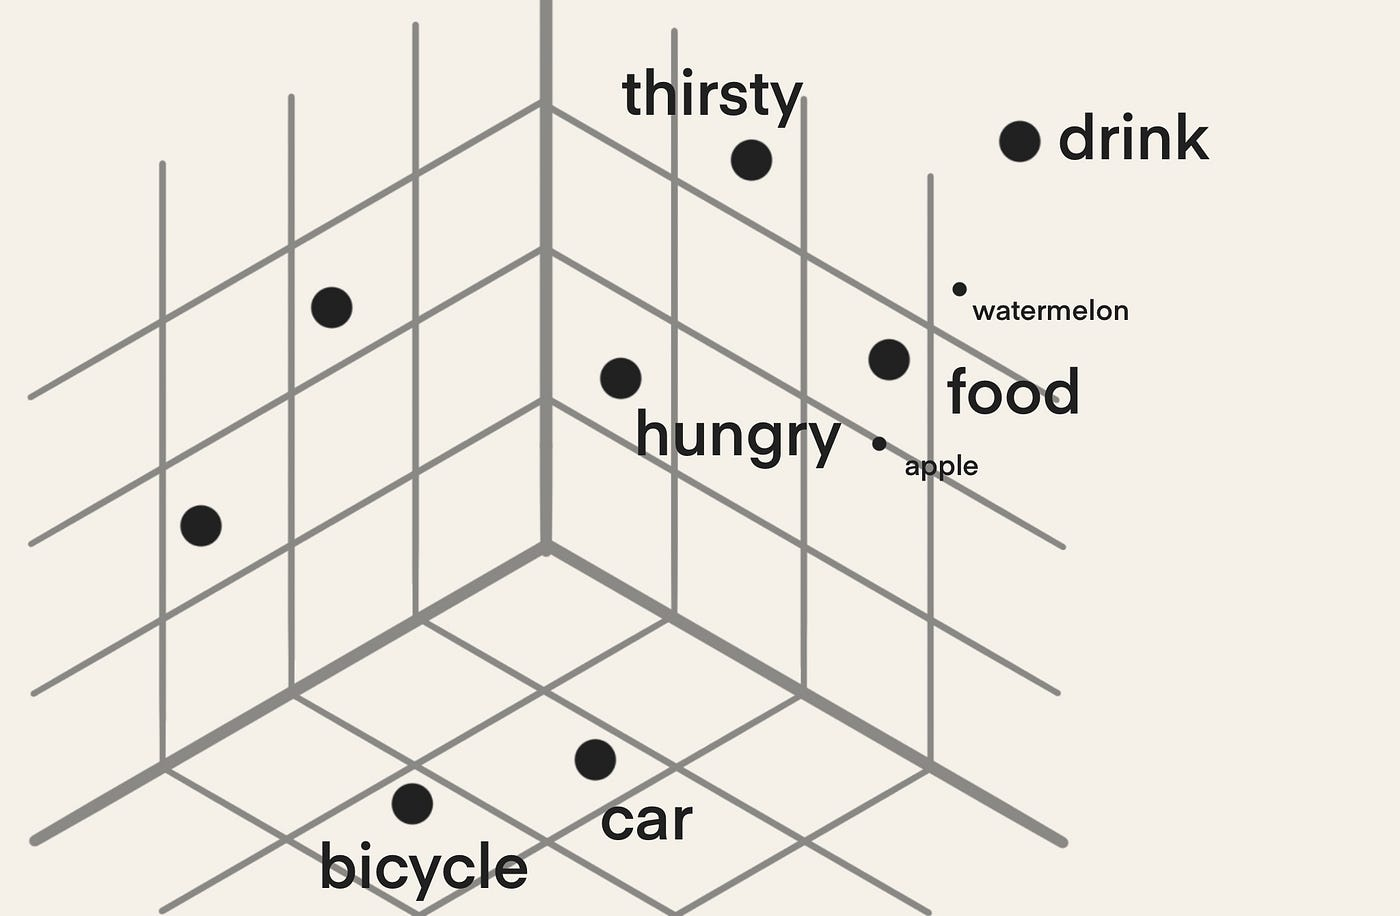 thirsty
drink
watermelon
food
hungry
apple
car
bicycle